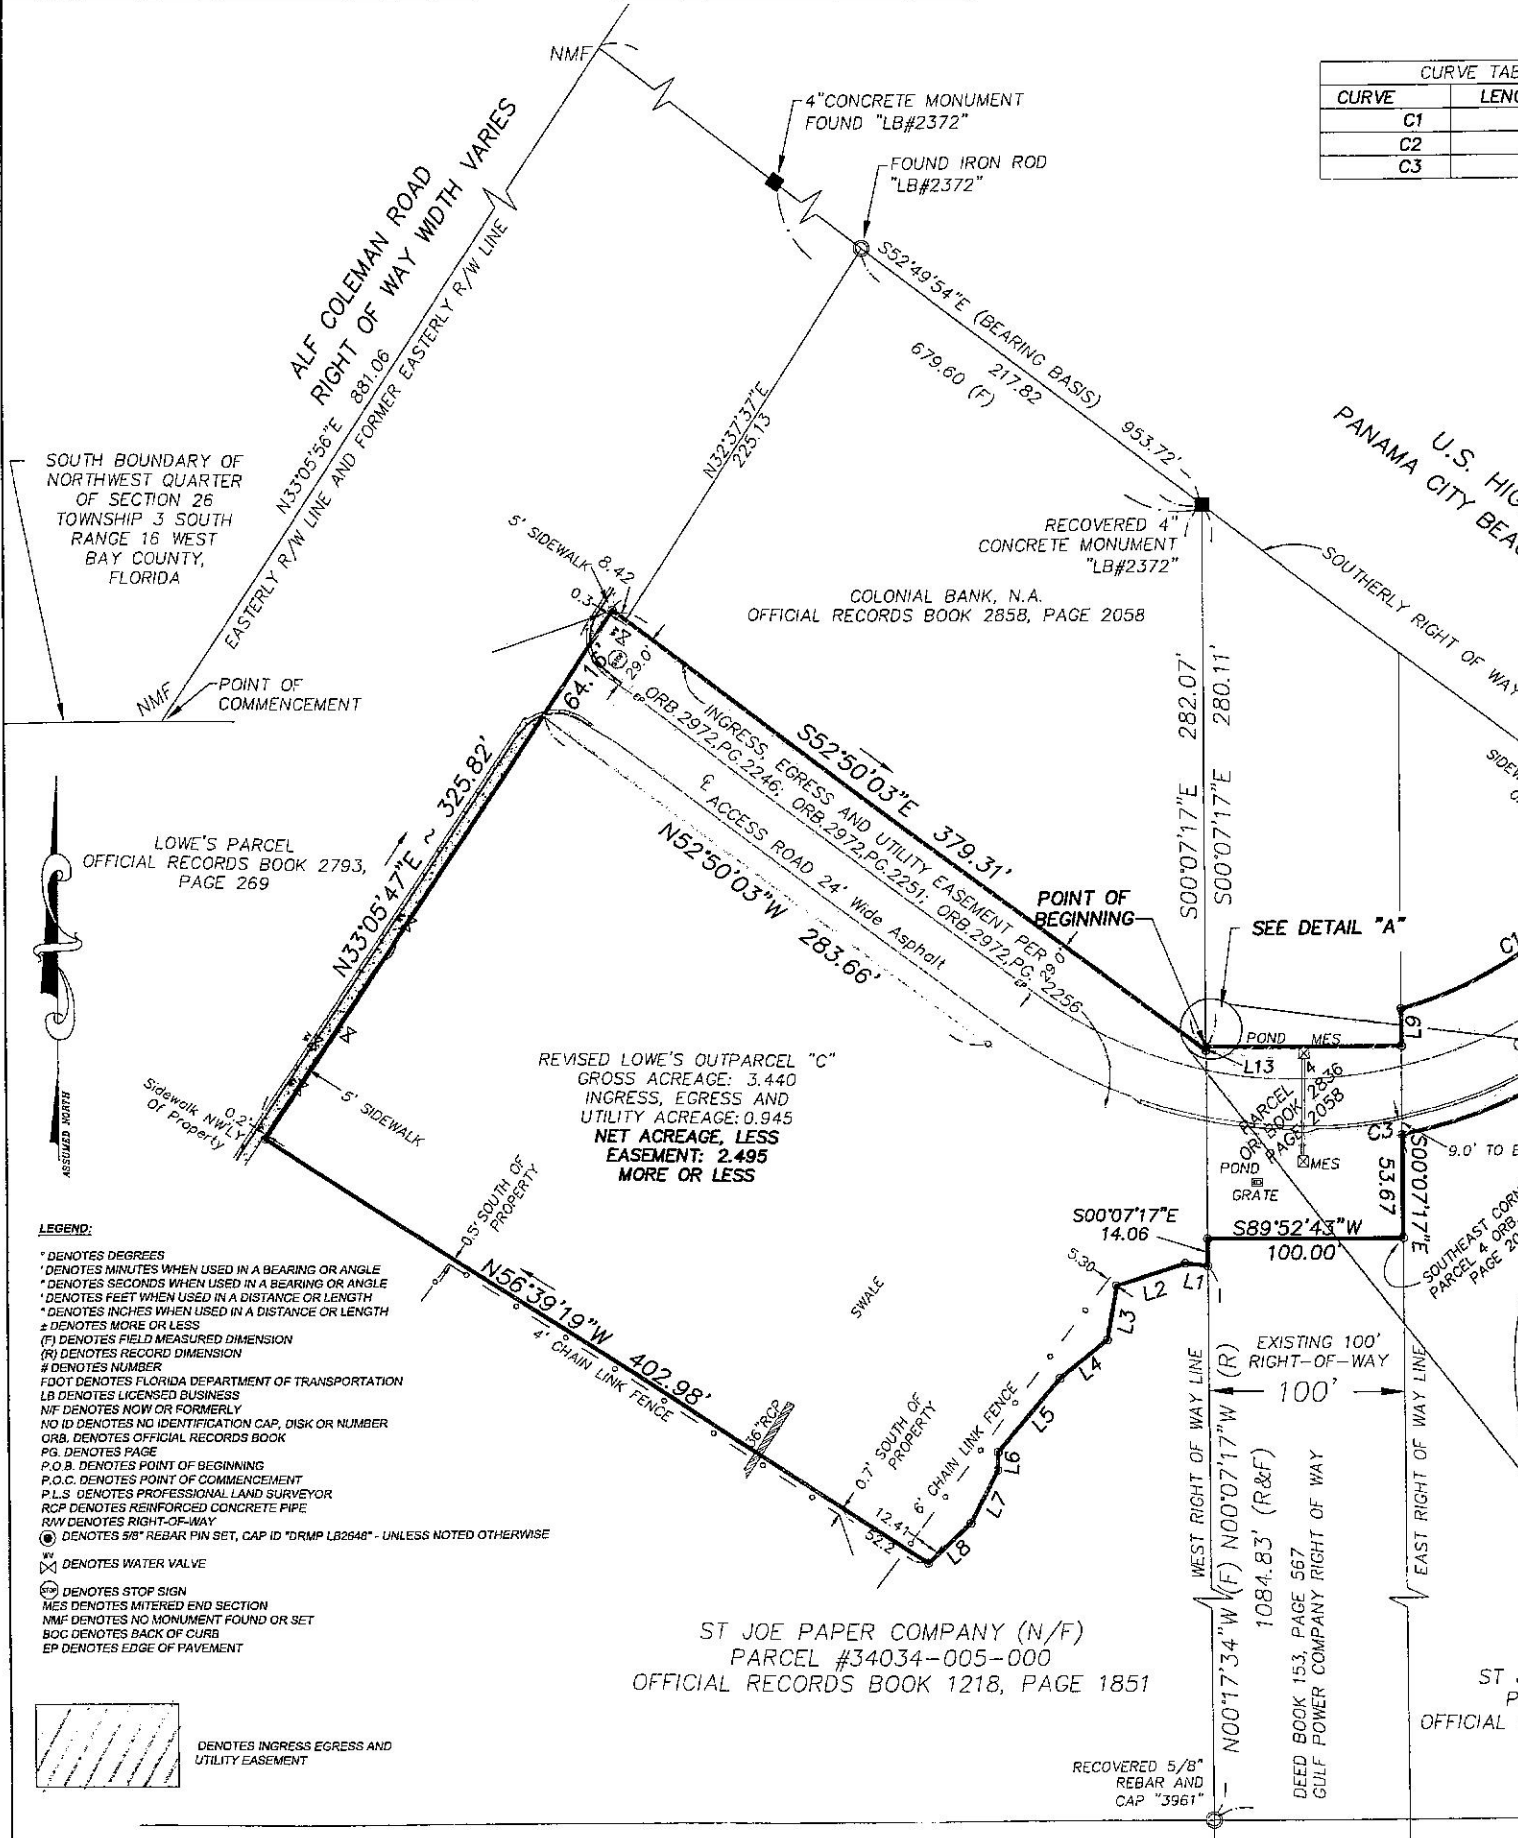 NMF
4"CONCRETE MONUMENT
FOUND "LB#2372"
FOUND IRON ROD
"LB#2372"
CURVE TAB
CURVE LENG
C1
C2
C3
ALF COLEMAN ROAD
RIGHT OF WAY WIDTH VARIES
N33°05'56"E 881.06
EASTERLY R/W LINE AND FORMER EASTERLY R/W LINE
S52°49'54"E (BEARING BASIS)
217.82
679.60 (F)
953.72'
N32°37'37"E
225.13
U.S. HIG
PANAMA CITY BEAC
SOUTH BOUNDARY OF
NORTHWEST QUARTER
OF SECTION 26
TOWNSHIP 3 SOUTH
RANGE 16 WEST
BAY COUNTY,
FLORIDA
5' SIDEWALK
8.42
0.3
RECOVERED 4"
CONCRETE MONUMENT
"LB#2372"
SOUTHERLY RIGHT OF WAY
COLONIAL BANK, N.A.
OFFICIAL RECORDS BOOK 2858, PAGE 2058
NMF
POINT OF
COMMENCEMENT
64.16'
29.0'
EP
INGRESS, EGRESS AND UTILITY EASEMENT PER
ORB.2972,PG.2246; ORB.2972,PG.2251; ORB.2972,PG. 2256
S52°50'03"E 379.31'
ACCESS ROAD 24' Wide Asphalt
N52°50'03"W 283.66'
EP
S00°07'17"E 282.07'
S00°07'17"E 280.11'
SIDEW
LOWE'S PARCEL
OFFICIAL RECORDS BOOK 2793,
PAGE 269
N33°05'47"E ~ 325.82'
POINT OF
BEGINNING
SEE DETAIL "A"
C1
67
POND MES
L13
PARCEL 4
OR BOOK 2836
PAGE 2058
REVISED LOWE'S OUTPARCEL "C"
GROSS ACREAGE: 3.440
INGRESS, EGRESS AND
UTILITY ACREAGE: 0.945
NET ACREAGE, LESS
EASEMENT: 2.495
MORE OR LESS
ASSUMED NORTH
Sidewalk NW'LY
Of Property
0.2'
5' SIDEWALK
C3
9.0' TO E
MES
POND
GRATE
S00°07'17"E
53.67
S89°52'43"W
100.00'
S00°07'17"E
14.06
SOUTHEAST CORN
PARCEL 4 ORB.
PAGE 20
0.5' SOUTH OF
PROPERTY
N56°39'19"W 402.98'
4' CHAIN LINK FENCE
36"RCP
SWALE
5.30
L1
L2
L3
L4
L5
L6
L7
L8
6' CHAIN LINK FENCE
0.7' SOUTH OF
PROPERTY
12.41
52.2
EXISTING 100'
RIGHT-OF-WAY
100'
WEST RIGHT OF WAY LINE
N00°17'34"W (F) N00°07'17"W (R)
1084.83' (R&F)
DEED BOOK 153, PAGE 567
GULF POWER COMPANY RIGHT OF WAY
EAST RIGHT OF WAY LINE
LEGEND:
° DENOTES DEGREES
' DENOTES MINUTES WHEN USED IN A BEARING OR ANGLE
" DENOTES SECONDS WHEN USED IN A BEARING OR ANGLE
' DENOTES FEET WHEN USED IN A DISTANCE OR LENGTH
" DENOTES INCHES WHEN USED IN A DISTANCE OR LENGTH
± DENOTES MORE OR LESS
(F) DENOTES FIELD MEASURED DIMENSION
(R) DENOTES RECORD DIMENSION
# DENOTES NUMBER
FDOT DENOTES FLORIDA DEPARTMENT OF TRANSPORTATION
LB DENOTES LICENSED BUSINESS
N/F DENOTES NOW OR FORMERLY
NO ID DENOTES NO IDENTIFICATION CAP, DISK OR NUMBER
ORB. DENOTES OFFICIAL RECORDS BOOK
PG. DENOTES PAGE
P.O.B. DENOTES POINT OF BEGINNING
P.O.C. DENOTES POINT OF COMMENCEMENT
P.L.S DENOTES PROFESSIONAL LAND SURVEYOR
RCP DENOTES REINFORCED CONCRETE PIPE
R/W DENOTES RIGHT-OF-WAY
DENOTES 5/8" REBAR PIN SET, CAP ID "DRMP LB2648" - UNLESS NOTED OTHERWISE
WV DENOTES WATER VALVE
STOP DENOTES STOP SIGN
MES DENOTES MITERED END SECTION
NMF DENOTES NO MONUMENT FOUND OR SET
BOC DENOTES BACK OF CURB
EP DENOTES EDGE OF PAVEMENT
DENOTES INGRESS EGRESS AND
UTILITY EASEMENT
ST JOE PAPER COMPANY (N/F)
PARCEL #34034-005-000
OFFICIAL RECORDS BOOK 1218, PAGE 1851
RECOVERED 5/8"
REBAR AND
CAP "3961"
ST J
P
OFFICIAL